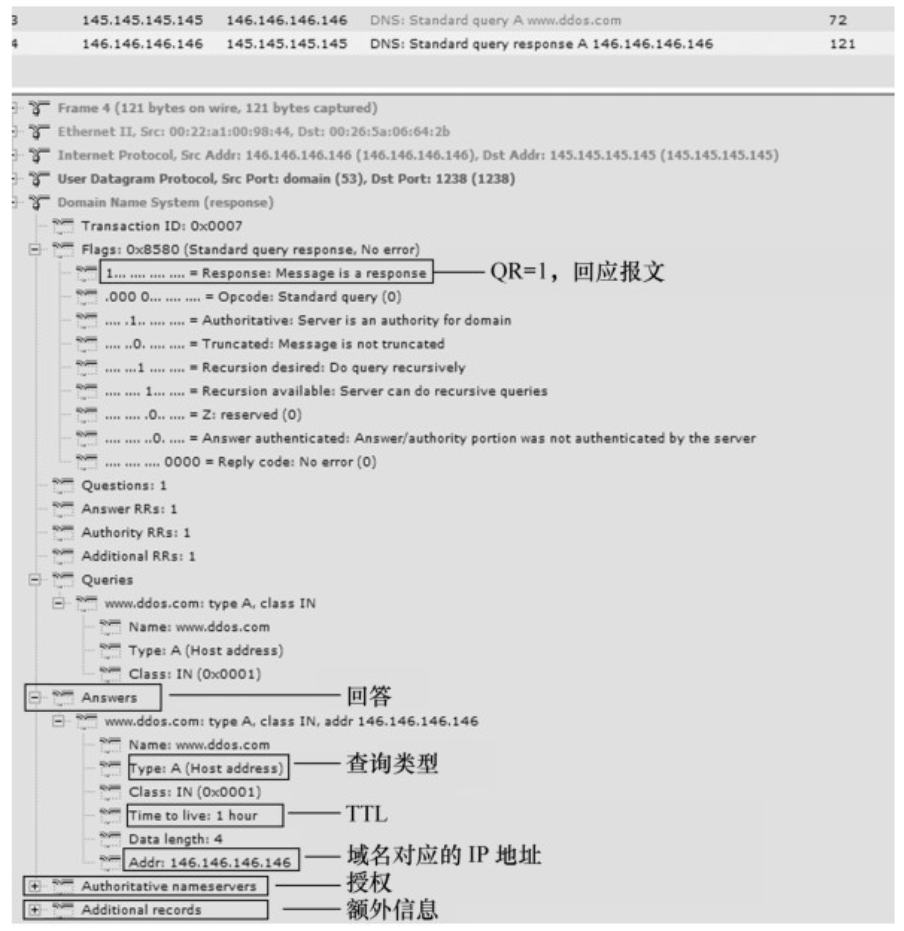 3 145.145.145.145 146.146.146.146 DNS: Standard query A www.ddos.com 72
4 146.146.146.146 145.145.145.145 DNS: Standard query response A 146.146.146.146 121
Frame 4 (121 bytes on wire, 121 bytes captured)
Ethernet II, Src: 00:22:a1:00:98:44, Dst: 00:26:5a:06:64:2b
Internet Protocol, Src Addr: 146.146.146.146 (146.146.146.146), Dst Addr: 145.145.145.145 (145.145.145.145)
User Datagram Protocol, Src Port: domain (53), Dst Port: 1238 (1238)
Domain Name System (response)
Transaction ID: 0x0007
Flags: 0x8580 (Standard query response, No error)
1... .... .... .... = Response: Message is a response QR=1，回应报文
.000 0... .... .... = Opcode: Standard query (0)
.... .1.. .... .... = Authoritative: Server is an authority for domain
.... ..0. .... .... = Truncated: Message is not truncated
.... ...1 .... .... = Recursion desired: Do query recursively
.... .... 1... .... = Recursion available: Server can do recursive queries
.... .... .0.. .... = Z: reserved (0)
.... .... ..0. .... = Answer authenticated: Answer/authority portion was not authenticated by the server
.... .... .... 0000 = Reply code: No error (0)
Questions: 1
Answer RRs: 1
Authority RRs: 1
Additional RRs: 1
Queries
www.ddos.com: type A, class IN
Name: www.ddos.com
Type: A (Host address)
Class: IN (0x0001)
Answers 回答
www.ddos.com: type A, class IN, addr 146.146.146.146
Name: www.ddos.com
Type: A (Host address) 查询类型
Class: IN (0x0001)
Time to live: 1 hour TTL
Data length: 4
Addr: 146.146.146.146 域名对应的 IP 地址
Authoritative nameservers 授权
Additional records 额外信息